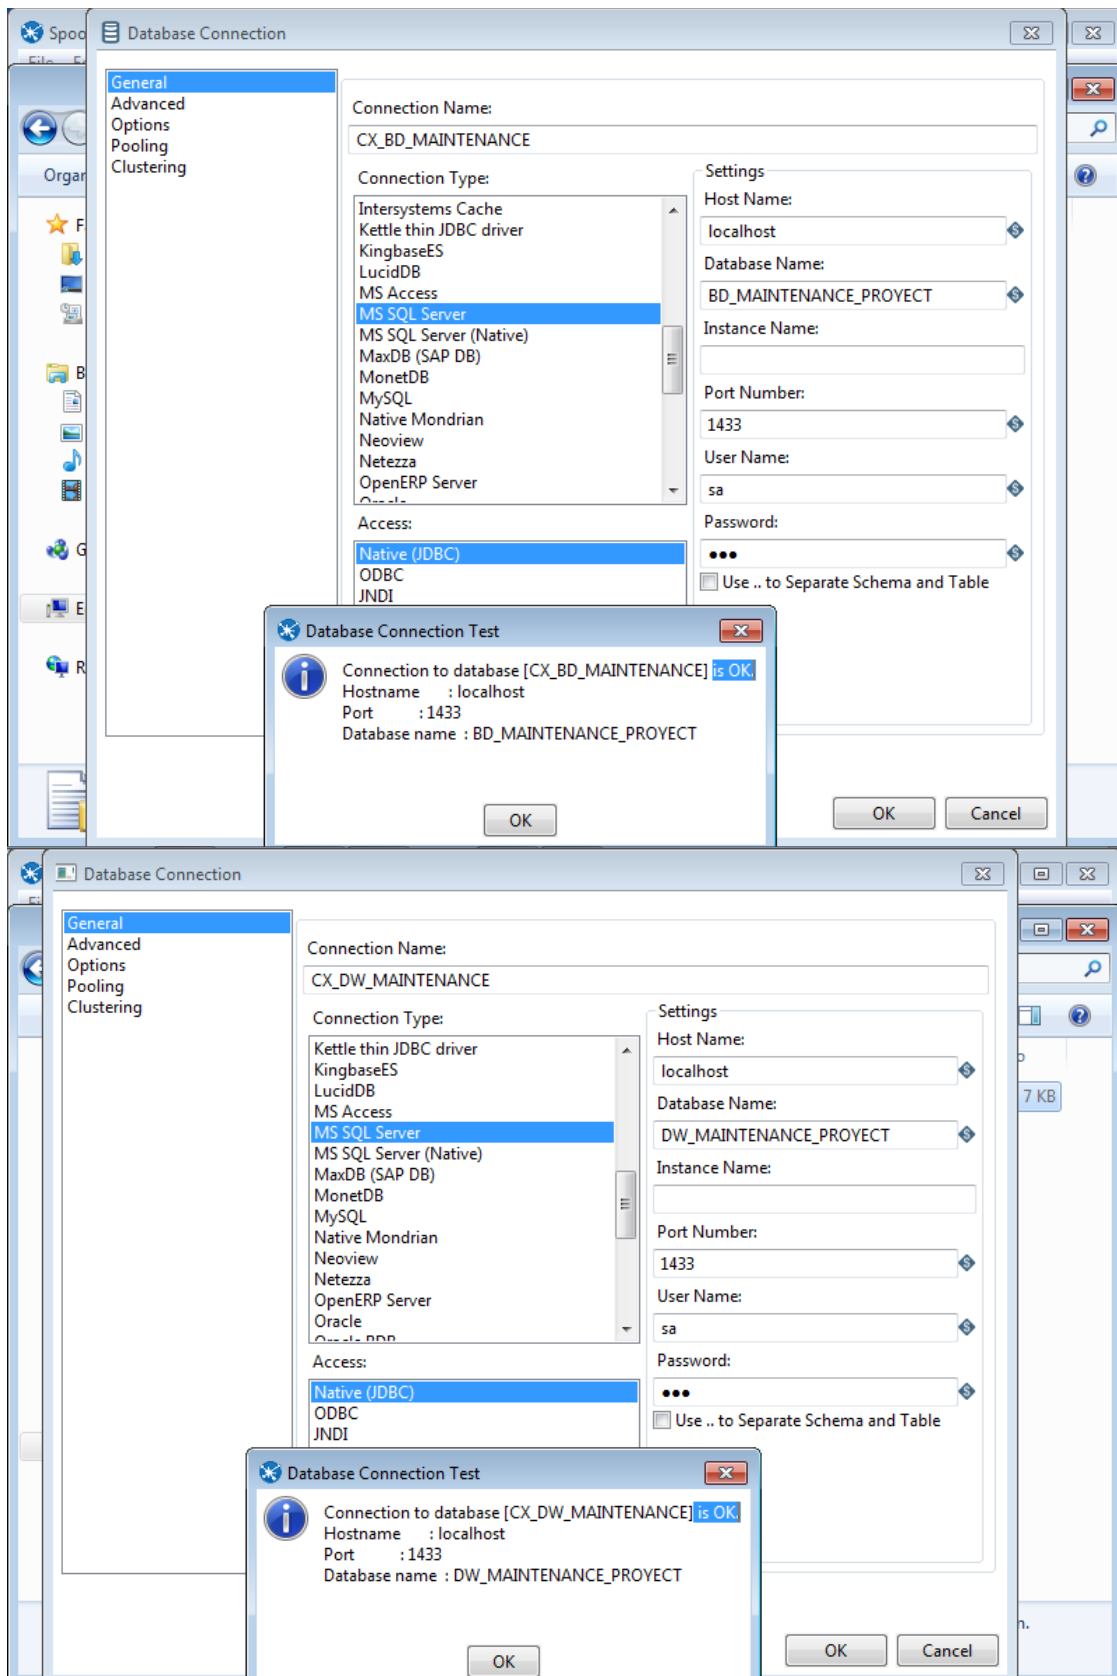 Spoo
Database Connection
File
General
Advanced
Options
Pooling
Clustering
Connection Name:
CX_BD_MAINTENANCE
Connection Type:
Intersystems Cache
Kettle thin JDBC driver
KingbaseES
LucidDB
MS Access
MS SQL Server
MS SQL Server (Native)
MaxDB (SAP DB)
MonetDB
MySQL
Native Mondrian
Neoview
Netezza
OpenERP Server
Oracle
Access:
Native (JDBC)
ODBC
JNDI
Settings
Host Name:
localhost
Database Name:
BD_MAINTENANCE_PROYECT
Instance Name:
Port Number:
1433
User Name:
sa
Password:
●●●
Use .. to Separate Schema and Table
Organ
F
B
G
E
R
Database Connection Test
Connection to database [CX_BD_MAINTENANCE] is OK.
Hostname : localhost
Port : 1433
Database name : BD_MAINTENANCE_PROYECT
OK
OK
Cancel
Database Connection
General
Advanced
Options
Pooling
Clustering
Connection Name:
CX_DW_MAINTENANCE
Connection Type:
Kettle thin JDBC driver
KingbaseES
LucidDB
MS Access
MS SQL Server
MS SQL Server (Native)
MaxDB (SAP DB)
MonetDB
MySQL
Native Mondrian
Neoview
Netezza
OpenERP Server
Oracle
Oracle RDB
Access:
Native (JDBC)
ODBC
JNDI
Settings
Host Name:
localhost
Database Name:
DW_MAINTENANCE_PROYECT
Instance Name:
Port Number:
1433
User Name:
sa
Password:
●●●
Use .. to Separate Schema and Table
7 KB
Database Connection Test
Connection to database [CX_DW_MAINTENANCE] is OK.
Hostname : localhost
Port : 1433
Database name : DW_MAINTENANCE_PROYECT
OK
OK
Cancel
n.